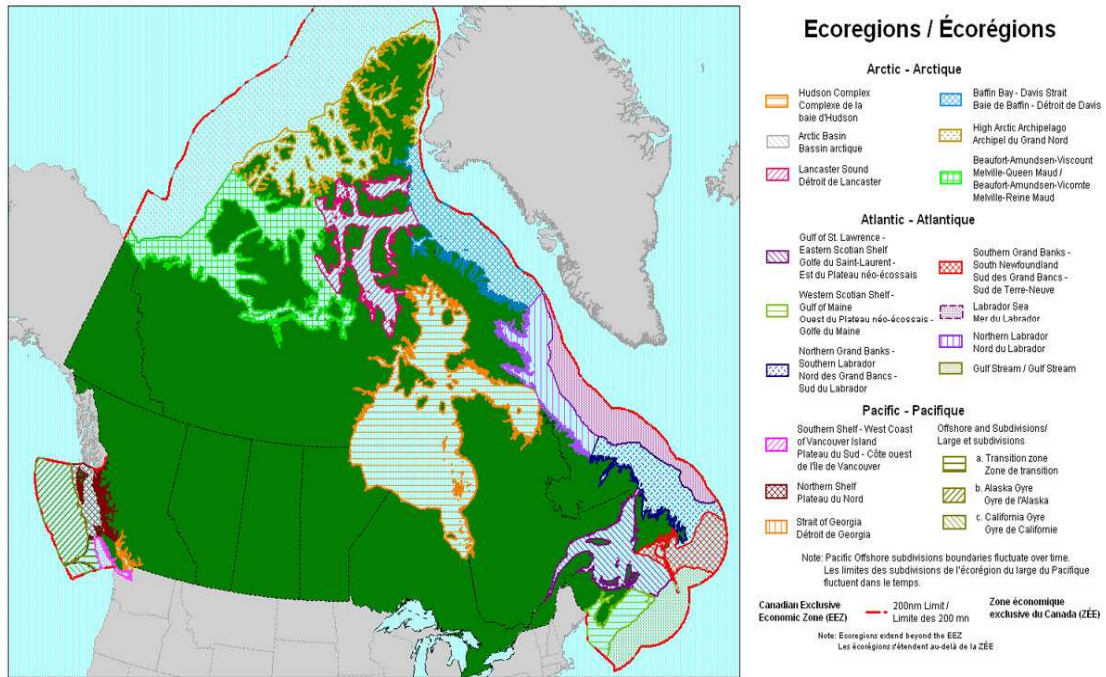 Ecoregions / Écorégions
Arctic - Arctique
Hudson Complex
Complexe de la
baie d'Hudson
Arctic Basin
Bassin arctique
Lancaster Sound
Détroit de Lancaster
Baffin Bay - Davis Strait
Baie de Baffin - Détroit de Davis
High Arctic Archipelago
Archipel du Grand Nord
Beaufort-Amundsen-Viscount
Melville-Queen Maud /
Beaufort-Amundsen-Vicomte
Melville-Reine Maud
Atlantic - Atlantique
Gulf of St. Lawrence -
Eastern Scotian Shelf
Golfe du Saint-Laurent -
Est du Plateau néo-écossais
Western Scotian Shelf -
Gulf of Maine
Ouest du Plateau néo-écossais -
Golfe du Maine
Northern Grand Banks -
Southern Labrador
Nord des Grand Bancs -
Sud du Labrador
Southern Grand Banks -
South Newfoundland
Sud des Grand Bancs -
Sud de Terre-Neuve
Labrador Sea
Mer du Labrador
Northern Labrador
Nord du Labrador
Gulf Stream / Gulf Stream
Pacific - Pacifique
Southern Shelf - West Coast
of Vancouver Island
Plateau du Sud - Côte ouest
de l'île de Vancouver
Northern Shelf
Plateau du Nord
Strait of Georgia
Détroit de Georgia
Offshore and Subdivisions/
Large et subdivisions
a. Transition zone
Zone de transition
b. Alaska Gyre
Gyre de l'Alaska
c. California Gyre
Gyre de Californie
Note: Pacific Offshore subdivisions boundaries fluctuate over time.
Les limites des subdivisions de l'écorégion du large du Pacifique
fluctuent dans le temps.
Canadian Exclusive
Economic Zone (EEZ)
200nm Limit /
Limite des 200 mn
Zone économique
exclusive du Canada (ZÉE)
Note: Ecoregions extend beyond the EEZ
Les écorégions s'étendent au-delà de la ZÉE